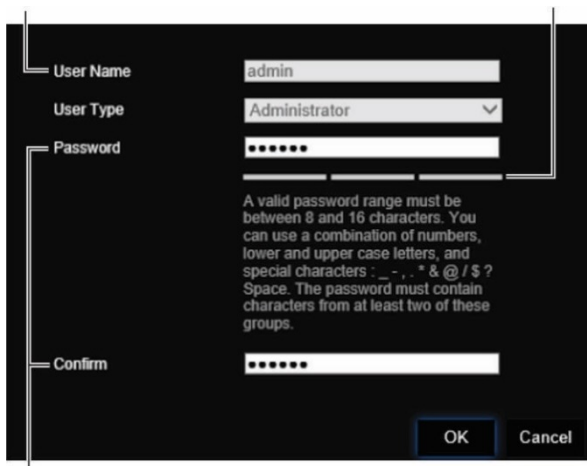 User Name admin
User Type Administrator
Password ••••••
A valid password range must be
between 8 and 16 characters. You
can use a combination of numbers,
lower and upper case letters, and
special characters : _ - , . * & @ / $ ?
Space. The password must contain
characters from at least two of these
groups.
Confirm ••••••
OK Cancel